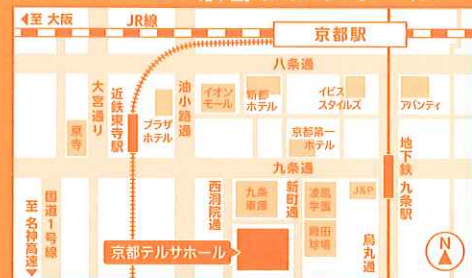 ◀至 大阪
JR線
京都駅
八条通
大宮通り
近鉄東寺駅
油小路通
イオン
モール
新都
ホテル
イビス
スタイルズ
アバンティ
プラザ
ホテル
京都第一
ホテル
東寺
九条通
地下鉄 九条駅
国道1号線
至 名神高速▼
西洞院通
九条
車庫
新町通
凌風
学園
J&P
烏丸通
京都テルサホール
球場
N